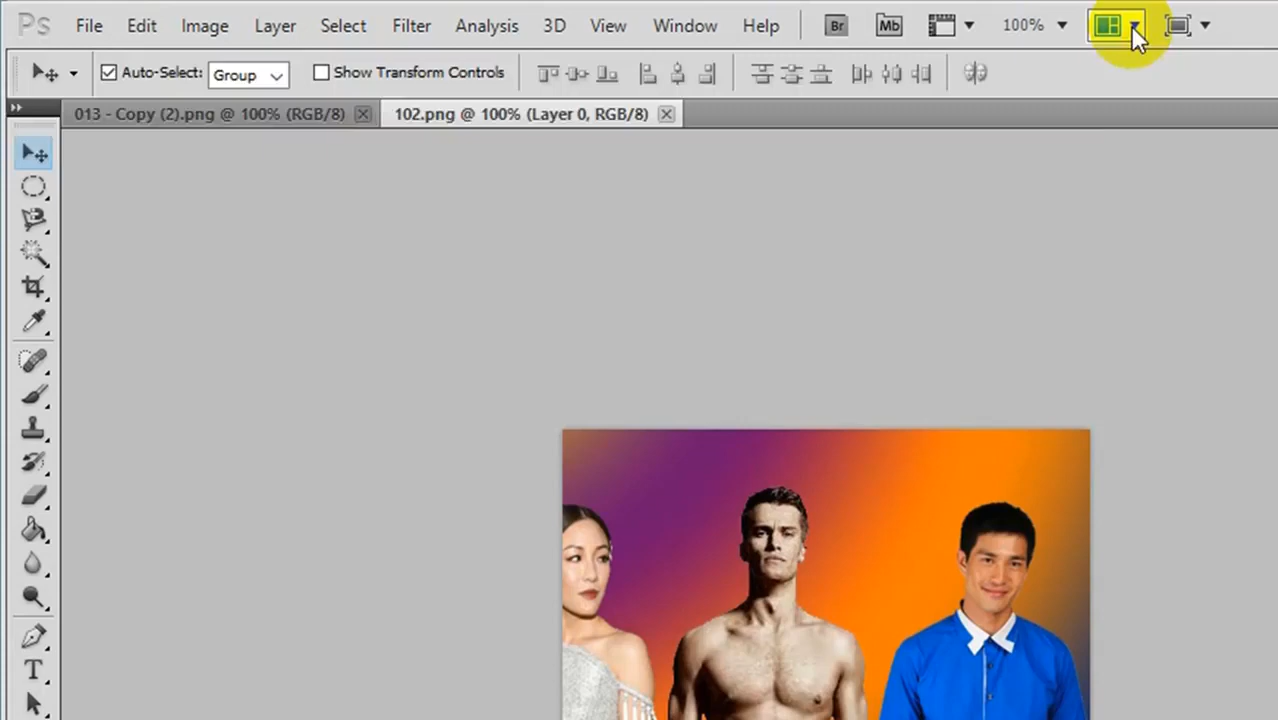 Ps File Edit Image Layer Select Filter Analysis 3D View Window Help Br Mb 100%
Auto-Select: Group Show Transform Controls
013 - Copy (2).png @ 100% (RGB/8) 102.png @ 100% (Layer 0, RGB/8)
T